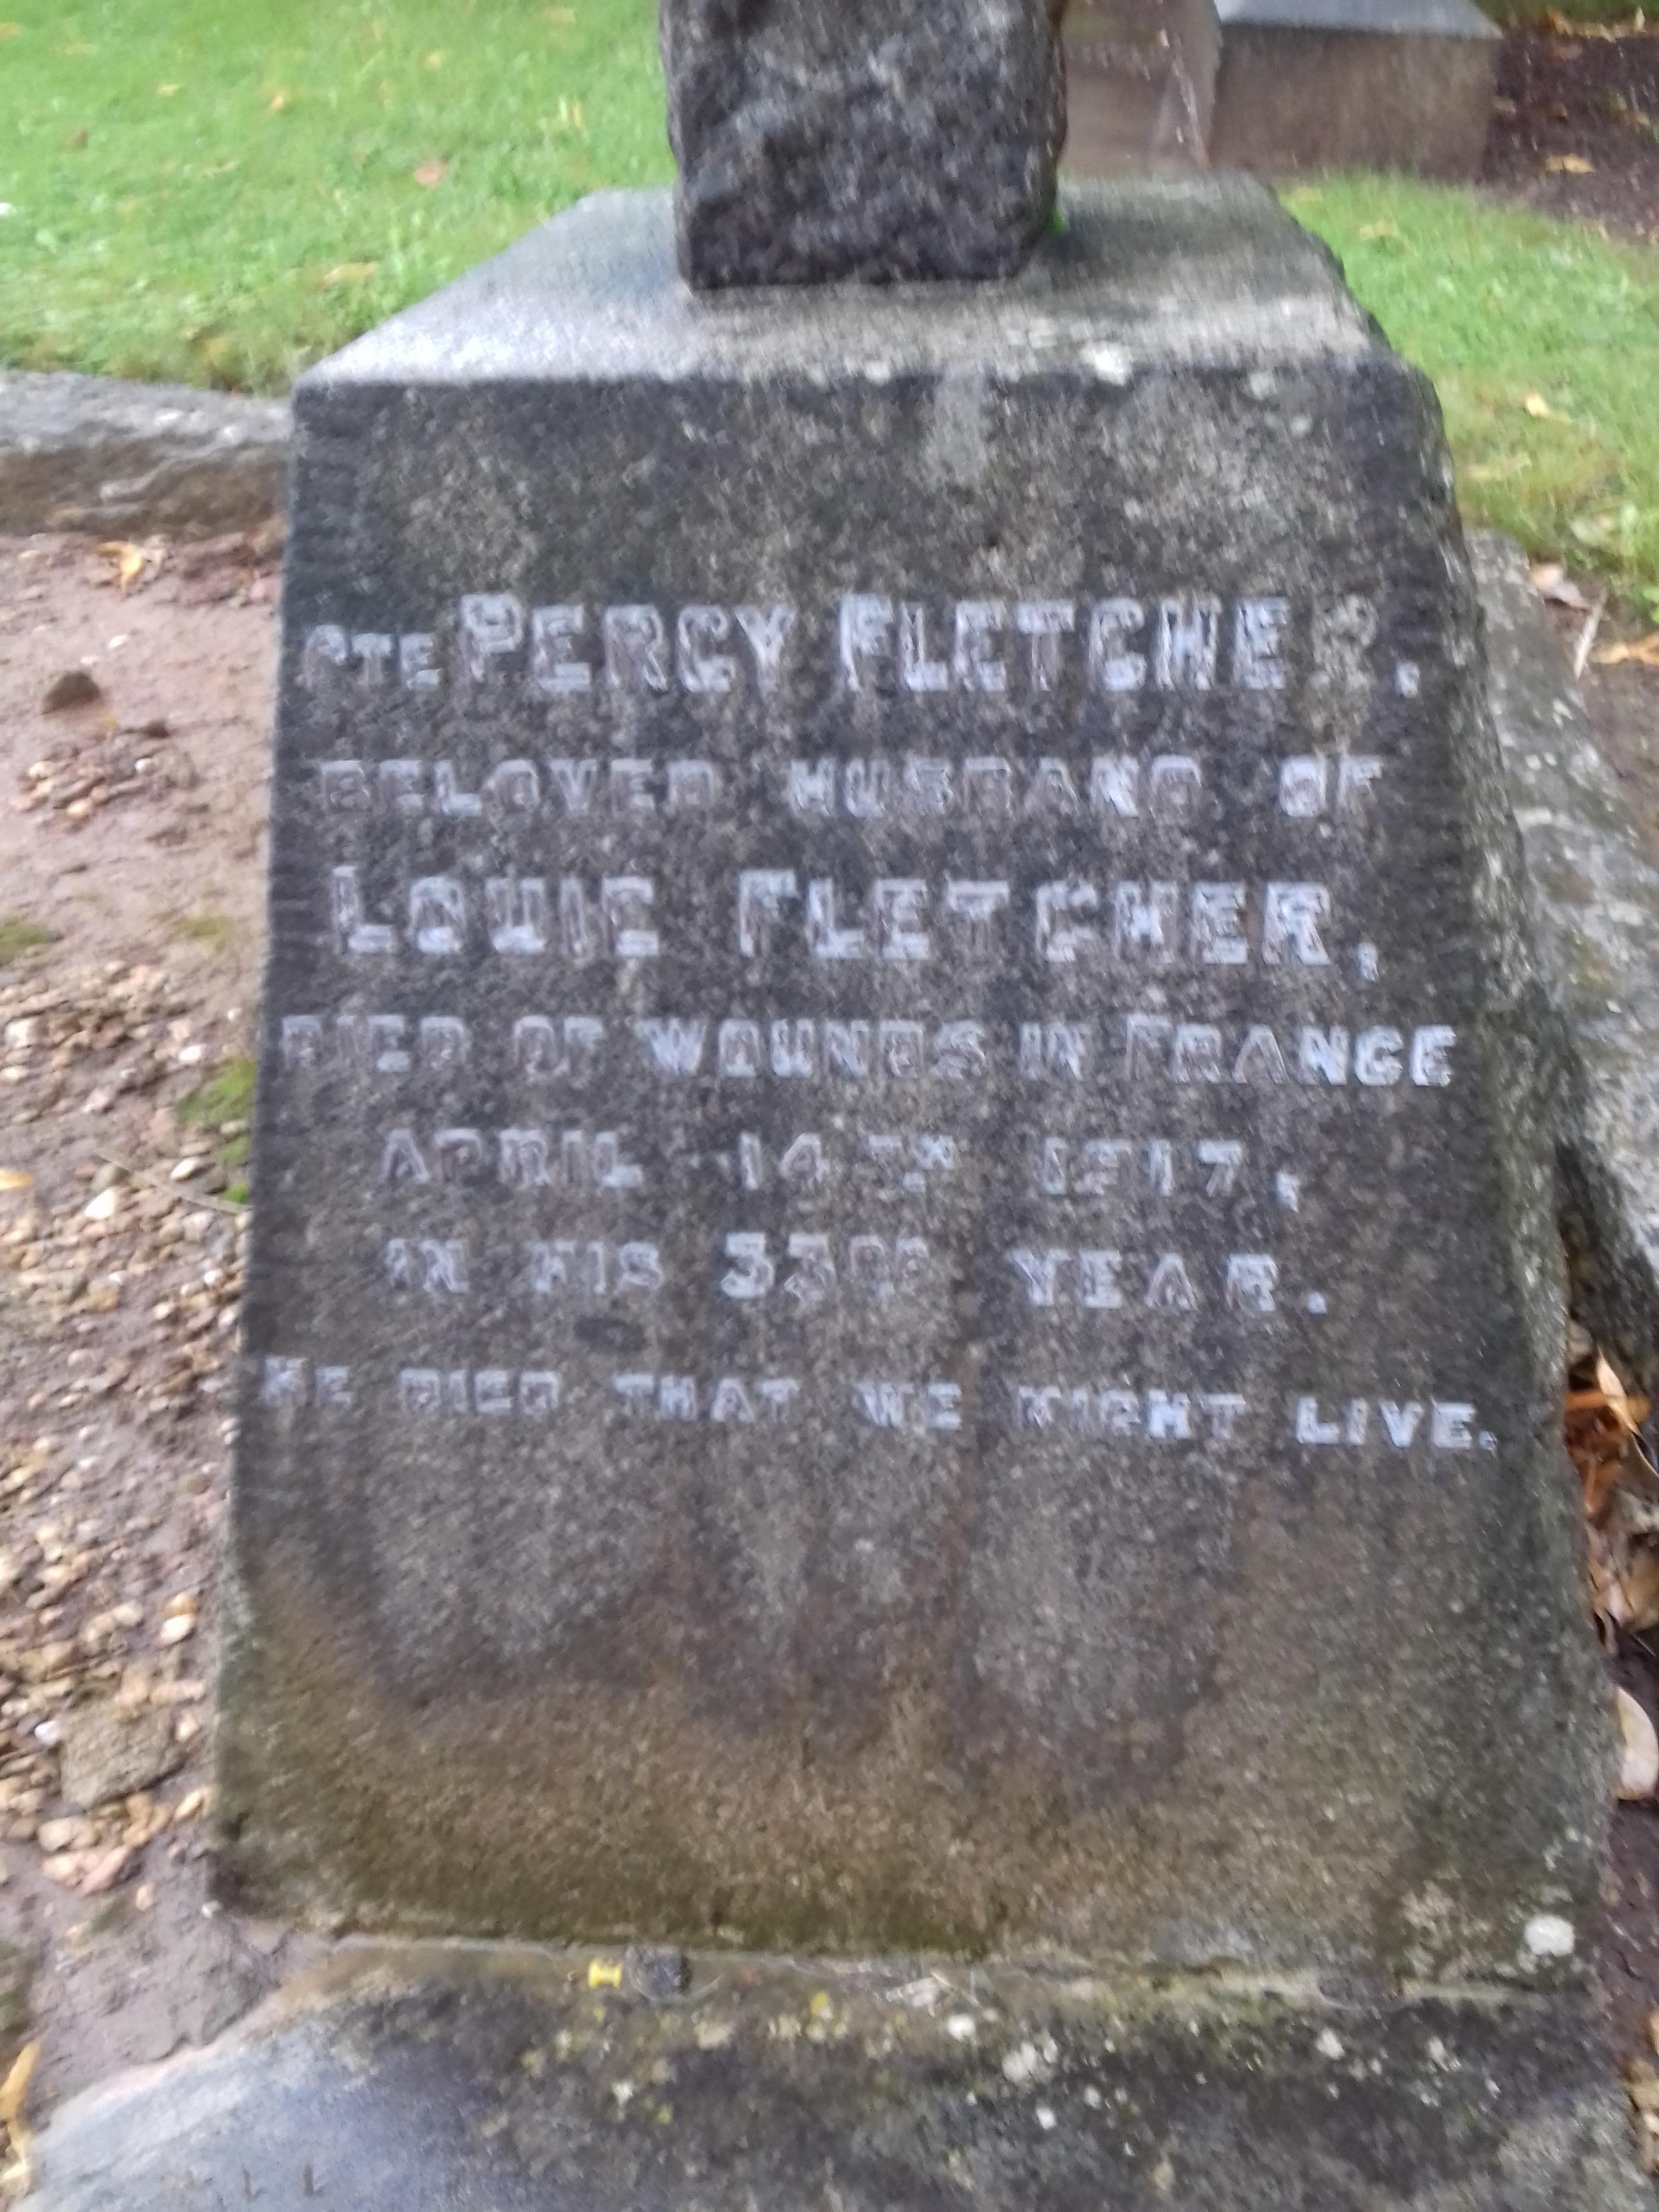 PTE PERCY FLETCHER.
BELOVED HUSBAND OF
LOUIE FLETCHER,
DIED OF WOUNDS IN FRANCE
APRIL 14TH 1917,
IN HIS 33RD YEAR.
HE DIED THAT WE MIGHT LIVE.